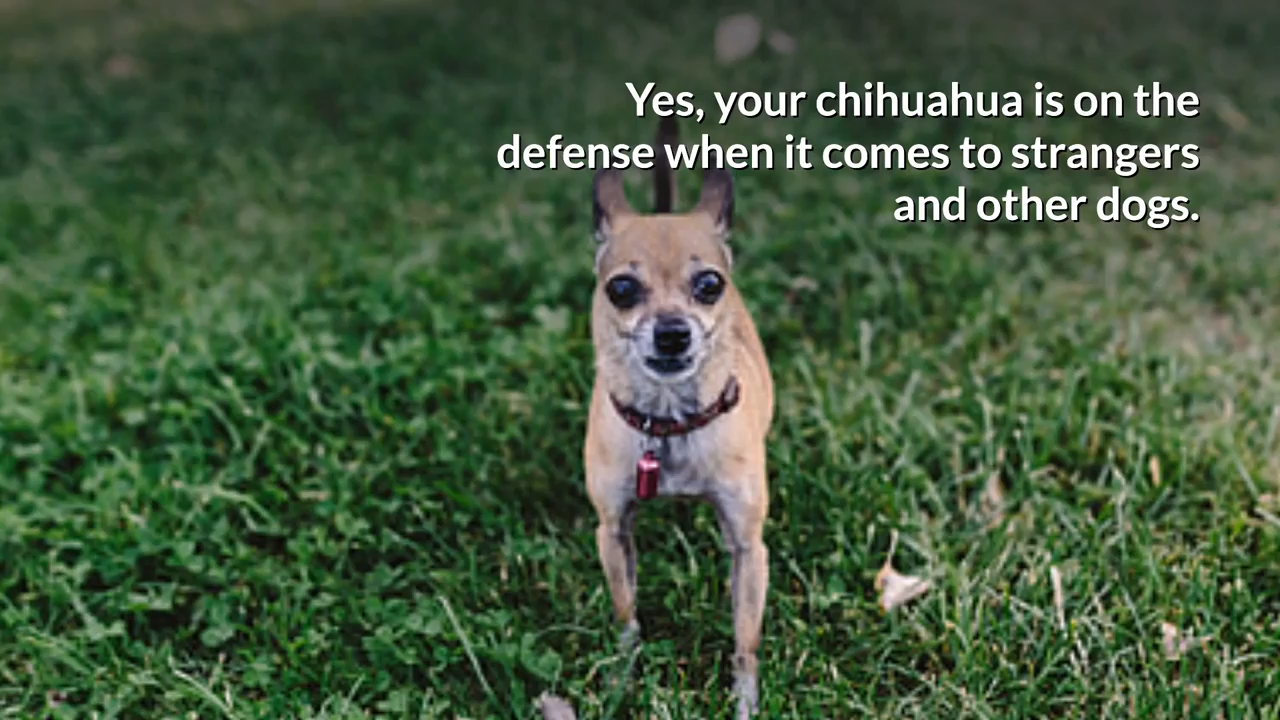 Yes, your chihuahua is on the
defense when it comes to strangers
and other dogs.